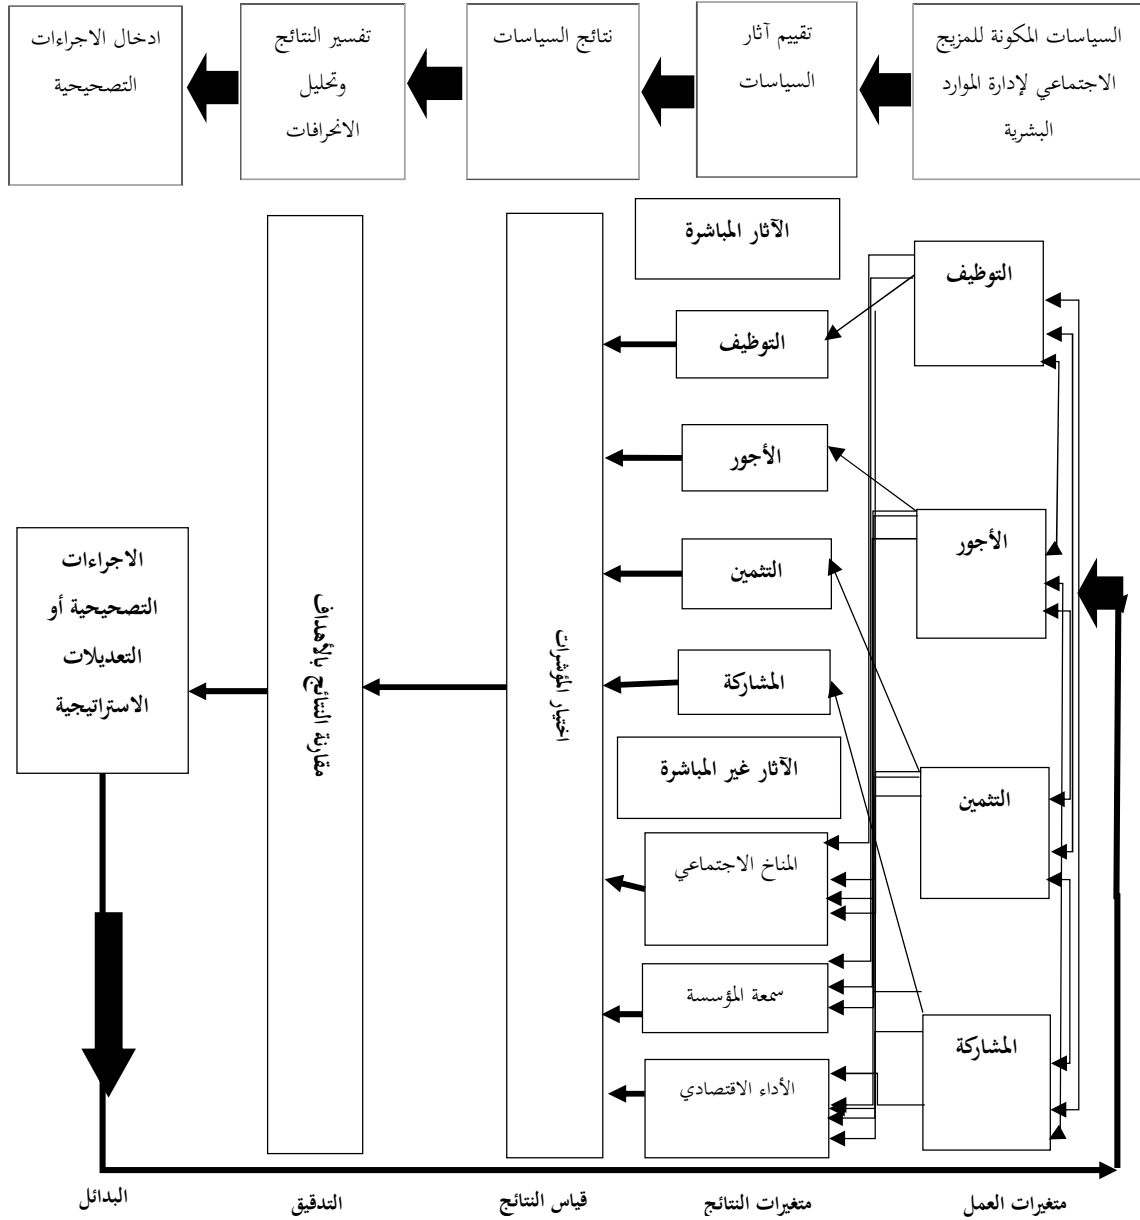 السياسات المكونة للمزيج
الاجتماعي لإدارة الموارد
البشرية
تقييم آثار
السياسات
نتائج السياسات
تفسير النتائج
وتحليل
الانحرافات
ادخال الاجراءات
التصحيحية
التوظيف
الأجور
التثمين
المشاركة
الآثار المباشرة
التوظيف
الأجور
التثمين
المشاركة
الآثار غير المباشرة
المناخ الاجتماعي
سمعة المؤسسة
الأداء الاقتصادي
اختيار المؤشرات
مقارنة النتائج بالأهداف
الاجراءات
التصحيحية أو
التعديلات
الاستراتيجية
متغيرات العمل
متغيرات النتائج
قياس النتائج
التدقيق
البدائل